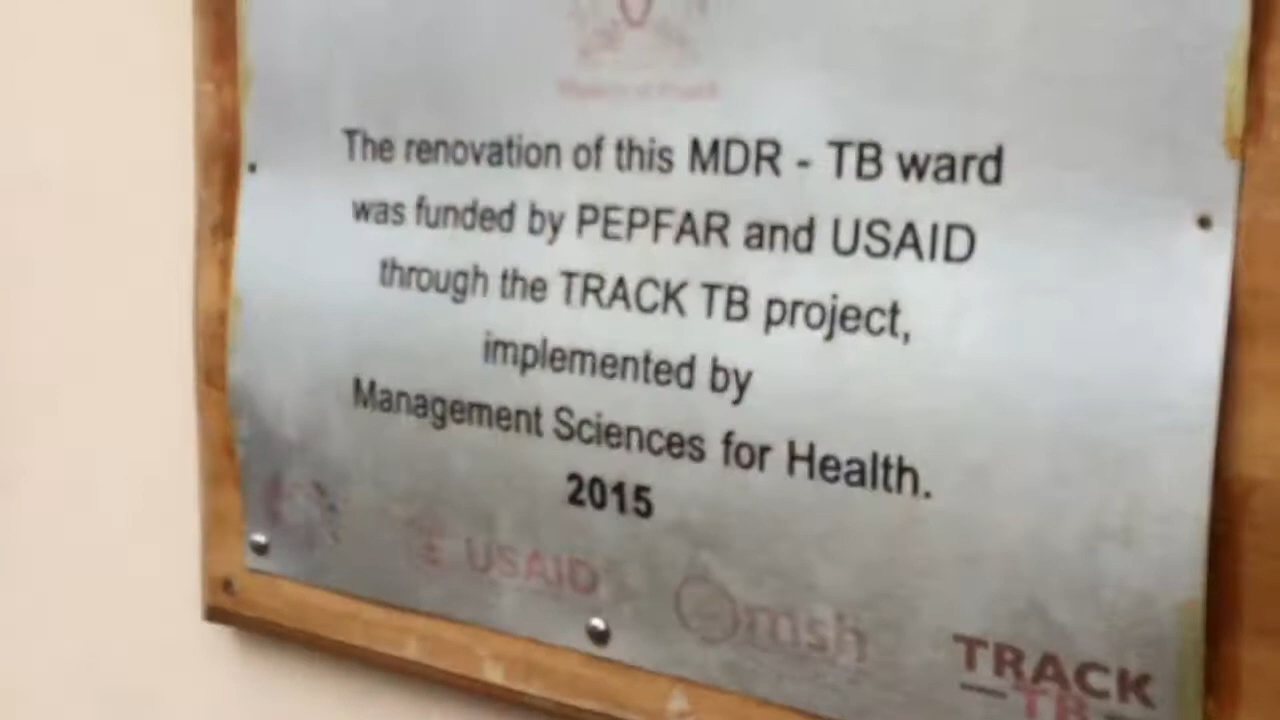 The renovation of this MDR - TB ward
was funded by PEPFAR and USAID
through the TRACK TB project,
implemented by
Management Sciences for Health.
2015
USAID
msh
TRACK
TB